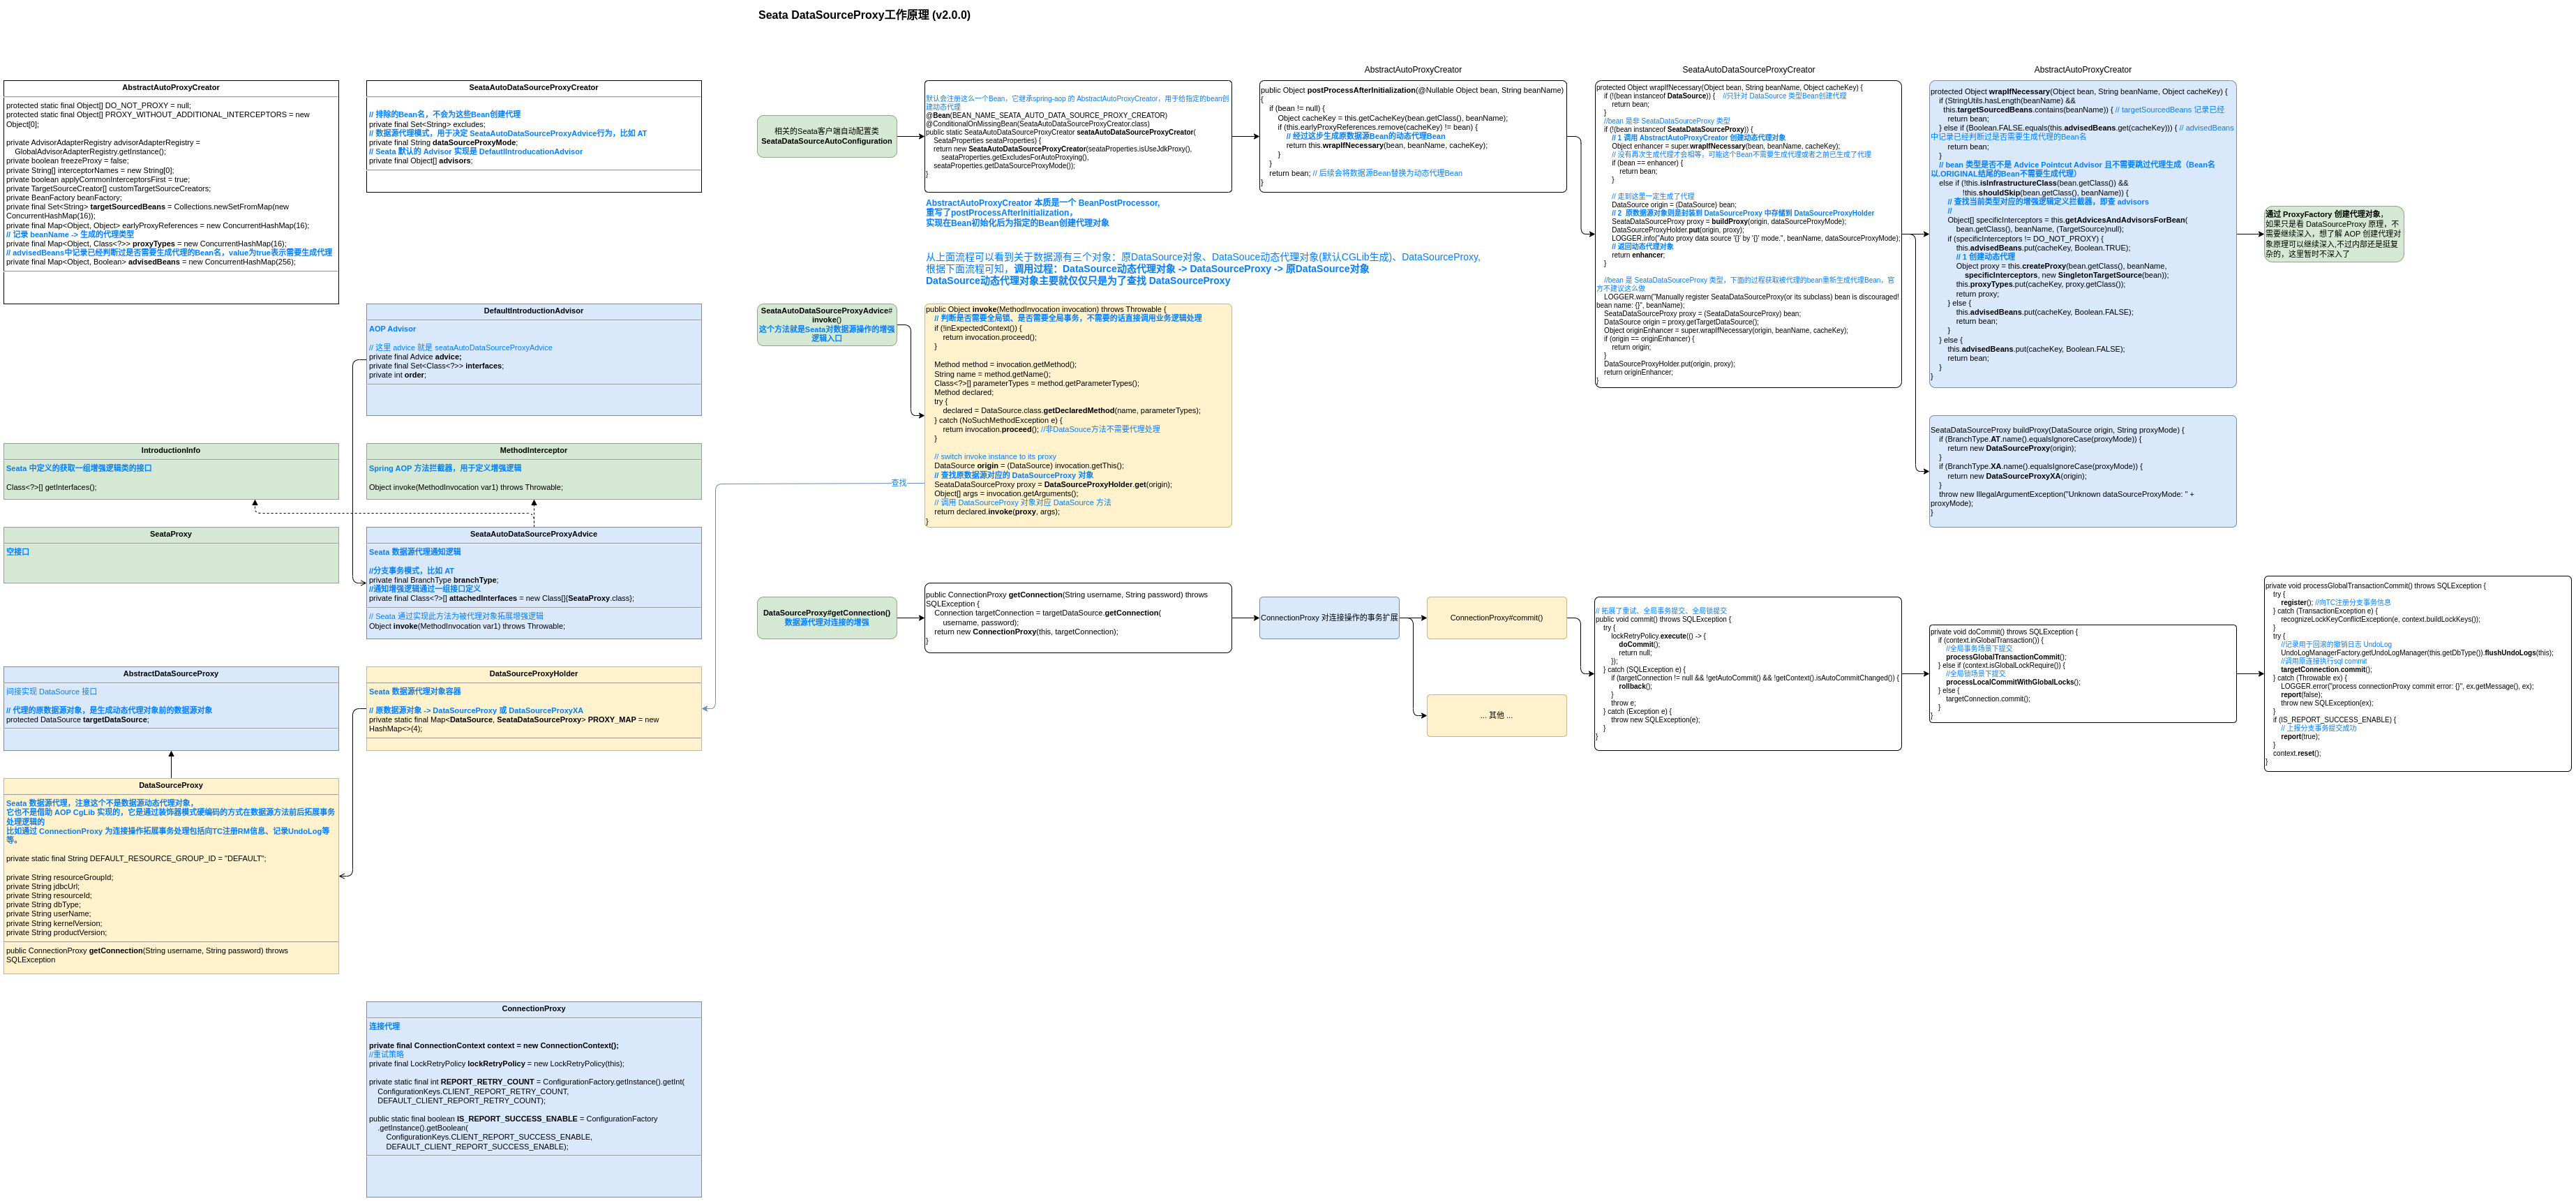 Seata DataSourceProxy工作原理 (v2.0.0)
AbstractAutoProxyCreator
protected static final Object[] DO_NOT_PROXY = null;
protected static final Object[] PROXY_WITHOUT_ADDITIONAL_INTERCEPTORS = new
Object[0];
private AdvisorAdapterRegistry advisorAdapterRegistry =
GlobalAdvisorAdapterRegistry.getInstance();
private boolean freezeProxy = false;
private String[] interceptorNames = new String[0];
private boolean applyCommonInterceptorsFirst = true;
private TargetSourceCreator[] customTargetSourceCreators;
private BeanFactory beanFactory;
private final Set<String> targetSourcedBeans = Collections.newSetFromMap(new
ConcurrentHashMap(16));
private final Map<Object, Object> earlyProxyReferences = new ConcurrentHashMap(16);
// 记录 beanName -> 生成的代理类型
private final Map<Object, Class<?>> proxyTypes = new ConcurrentHashMap(16);
// advisedBeans中记录已经判断过是否需要生成代理的Bean名，value为true表示需要生成代理
private final Map<Object, Boolean> advisedBeans = new ConcurrentHashMap(256);
SeataAutoDataSourceProxyCreator
// 排除的Bean名，不会为这些Bean创建代理
private final Set<String> excludes;
// 数据源代理模式，用于决定 SeataAutoDataSourceProxyAdvice行为，比如 AT
private final String dataSourceProxyMode;
// Seata 默认的 Advisor 实现是 DefaultIntroducationAdvisor
private final Object[] advisors;
DefaultIntroductionAdvisor
AOP Advisor
// 这里 advice 就是 seataAutoDataSourceProxyAdvice
private final Advice advice;
private final Set<Class<?>> interfaces;
private int order;
IntroductionInfo
Seata 中定义的获取一组增强逻辑类的接口
Class<?>[] getInterfaces();
MethodInterceptor
Spring AOP 方法拦截器，用于定义增强逻辑
Object invoke(MethodInvocation var1) throws Throwable;
SeataProxy
空接口
SeataAutoDataSourceProxyAdvice
Seata 数据源代理通知逻辑
//分支事务模式，比如 AT
private final BranchType branchType;
//通知增强逻辑通过一组接口定义
private final Class<?>[] attachedInterfaces = new Class[]{SeataProxy.class};
// Seata 通过实现此方法为被代理对象拓展增强逻辑
Object invoke(MethodInvocation var1) throws Throwable;
AbstractDataSourceProxy
间接实现 DataSource 接口
// 代理的原数据源对象，是生成动态代理对象前的数据源对象
protected DataSource targetDataSource;
DataSourceProxyHolder
Seata 数据源代理对象容器
// 原数据源对象 -> DataSourceProxy 或 DataSourceProxyXA
private static final Map<DataSource, SeataDataSourceProxy> PROXY_MAP = new
HashMap<>(4);
DataSourceProxy
Seata 数据源代理，注意这个不是数据源动态代理对象，
它也不是借助 AOP CgLib 实现的，它是通过装饰器模式硬编码的方式在数据源方法前后拓展事务
处理逻辑的
比如通过 ConnectionProxy 为连接操作拓展事务处理包括向TC注册RM信息、记录UndoLog等
等。
private static final String DEFAULT_RESOURCE_GROUP_ID = "DEFAULT";
private String resourceGroupId;
private String jdbcUrl;
private String resourceId;
private String dbType;
private String userName;
private String kernelVersion;
private String productVersion;
public ConnectionProxy getConnection(String username, String password) throws
SQLException
ConnectionProxy
连接代理
private final ConnectionContext context = new ConnectionContext();
//重试策略
private final LockRetryPolicy lockRetryPolicy = new LockRetryPolicy(this);
private static final int REPORT_RETRY_COUNT = ConfigurationFactory.getInstance().getInt(
ConfigurationKeys.CLIENT_REPORT_RETRY_COUNT,
DEFAULT_CLIENT_REPORT_RETRY_COUNT);
public static final boolean IS_REPORT_SUCCESS_ENABLE = ConfigurationFactory
.getInstance().getBoolean(
ConfigurationKeys.CLIENT_REPORT_SUCCESS_ENABLE,
DEFAULT_CLIENT_REPORT_SUCCESS_ENABLE);
相关的Seata客户端自动配置类
SeataDataSourceAutoConfiguration
默认会注册这么一个Bean，它继承spring-aop 的 AbstractAutoProxyCreator，用于给指定的bean创
建动态代理
@Bean(BEAN_NAME_SEATA_AUTO_DATA_SOURCE_PROXY_CREATOR)
@ConditionalOnMissingBean(SeataAutoDataSourceProxyCreator.class)
public static SeataAutoDataSourceProxyCreator seataAutoDataSourceProxyCreator(
SeataProperties seataProperties) {
return new SeataAutoDataSourceProxyCreator(seataProperties.isUseJdkProxy(),
seataProperties.getExcludesForAutoProxying(),
seataProperties.getDataSourceProxyMode());
}
AbstractAutoProxyCreator 本质是一个 BeanPostProcessor,
重写了postProcessAfterInitialization，
实现在Bean初始化后为指定的Bean创建代理对象
从上面流程可以看到关于数据源有三个对象：原DataSource对象、DataSouce动态代理对象(默认CGLib生成)、DataSourceProxy,
根据下面流程可知，调用过程：DataSource动态代理对象 -> DataSourceProxy -> 原DataSource对象
DataSource动态代理对象主要就仅仅只是为了查找 DataSourceProxy
AbstractAutoProxyCreator
public Object postProcessAfterInitialization(@Nullable Object bean, String beanName)
{
if (bean != null) {
Object cacheKey = this.getCacheKey(bean.getClass(), beanName);
if (this.earlyProxyReferences.remove(cacheKey) != bean) {
// 经过这步生成原数据源Bean的动态代理Bean
return this.wrapIfNecessary(bean, beanName, cacheKey);
}
}
return bean; // 后续会将数据源Bean替换为动态代理Bean
}
SeataAutoDataSourceProxyCreator
protected Object wrapIfNecessary(Object bean, String beanName, Object cacheKey) {
if (!(bean instanceof DataSource)) { //只针对 DataSource 类型Bean创建代理
return bean;
}
//bean 是非 SeataDataSourceProxy 类型
if (!(bean instanceof SeataDataSourceProxy)) {
// 1 调用 AbstractAutoProxyCreator 创建动态代理对象
Object enhancer = super.wrapIfNecessary(bean, beanName, cacheKey);
// 没有再次生成代理才会相等，可能这个Bean不需要生成代理或者之前已生成了代理
if (bean == enhancer) {
return bean;
}
// 走到这里一定生成了代理
DataSource origin = (DataSource) bean;
// 2 原数据源对象则是封装到 DataSourceProxy 中存储到 DataSourceProxyHolder
SeataDataSourceProxy proxy = buildProxy(origin, dataSourceProxyMode);
DataSourceProxyHolder.put(origin, proxy);
LOGGER.info("Auto proxy data source '{}' by '{}' mode.", beanName, dataSourceProxyMode);
// 返回动态代理对象
return enhancer;
}
//bean 是 SeataDataSourceProxy 类型，下面的过程获取被代理的bean重新生成代理Bean，官
方不建议这么做
LOGGER.warn("Manually register SeataDataSourceProxy(or its subclass) bean is discouraged!
bean name: {}", beanName);
SeataDataSourceProxy proxy = (SeataDataSourceProxy) bean;
DataSource origin = proxy.getTargetDataSource();
Object originEnhancer = super.wrapIfNecessary(origin, beanName, cacheKey);
if (origin == originEnhancer) {
return origin;
}
DataSourceProxyHolder.put(origin, proxy);
return originEnhancer;
}
AbstractAutoProxyCreator
protected Object wrapIfNecessary(Object bean, String beanName, Object cacheKey) {
if (StringUtils.hasLength(beanName) &&
this.targetSourcedBeans.contains(beanName)) { // targetSourcedBeans 记录已经
return bean;
} else if (Boolean.FALSE.equals(this.advisedBeans.get(cacheKey))) { // advisedBeans
中记录已经判断过是否需要生成代理的Bean名
return bean;
}
// bean 类型是否不是 Advice Pointcut Advisor 且不需要跳过代理生成（Bean名
以.ORIGINAL结尾的Bean不需要生成代理）
else if (!this.isInfrastructureClass(bean.getClass()) &&
!this.shouldSkip(bean.getClass(), beanName)) {
// 查找当前类型对应的增强逻辑定义拦截器，即查 advisors
//
Object[] specificInterceptors = this.getAdvicesAndAdvisorsForBean(
bean.getClass(), beanName, (TargetSource)null);
if (specificInterceptors != DO_NOT_PROXY) {
this.advisedBeans.put(cacheKey, Boolean.TRUE);
// 1 创建动态代理
Object proxy = this.createProxy(bean.getClass(), beanName,
specificInterceptors, new SingletonTargetSource(bean));
this.proxyTypes.put(cacheKey, proxy.getClass());
return proxy;
} else {
this.advisedBeans.put(cacheKey, Boolean.FALSE);
return bean;
}
} else {
this.advisedBeans.put(cacheKey, Boolean.FALSE);
return bean;
}
}
通过 ProxyFactory 创建代理对象，
如果只是看 DataSourceProxy 原理，不
需要继续深入，想了解 AOP 创建代理对
象原理可以继续深入,不过内部还是挺复
杂的，这里暂时不深入了
SeataDataSourceProxy buildProxy(DataSource origin, String proxyMode) {
if (BranchType.AT.name().equalsIgnoreCase(proxyMode)) {
return new DataSourceProxy(origin);
}
if (BranchType.XA.name().equalsIgnoreCase(proxyMode)) {
return new DataSourceProxyXA(origin);
}
throw new IllegalArgumentException("Unknown dataSourceProxyMode: " +
proxyMode);
}
SeataAutoDataSourceProxyAdvice#
invoke()
这个方法就是Seata对数据源操作的增强
逻辑入口
public Object invoke(MethodInvocation invocation) throws Throwable {
// 判断是否需要全局锁、是否需要全局事务，不需要的话直接调用业务逻辑处理
if (!inExpectedContext()) {
return invocation.proceed();
}
Method method = invocation.getMethod();
String name = method.getName();
Class<?>[] parameterTypes = method.getParameterTypes();
Method declared;
try {
declared = DataSource.class.getDeclaredMethod(name, parameterTypes);
} catch (NoSuchMethodException e) {
return invocation.proceed(); //非DataSouce方法不需要代理处理
}
// switch invoke instance to its proxy
DataSource origin = (DataSource) invocation.getThis();
// 查找原数据源对应的 DataSourceProxy 对象
SeataDataSourceProxy proxy = DataSourceProxyHolder.get(origin);
Object[] args = invocation.getArguments();
// 调用 DataSourceProxy 对象对应 DataSource 方法
return declared.invoke(proxy, args);
}
查找
DataSourceProxy#getConnection()
数据源代理对连接的增强
public ConnectionProxy getConnection(String username, String password) throws
SQLException {
Connection targetConnection = targetDataSource.getConnection(
username, password);
return new ConnectionProxy(this, targetConnection);
}
ConnectionProxy 对连接操作的事务扩展
ConnectionProxy#commit()
... 其他 ...
// 拓展了重试、全局事务提交、全局锁提交
public void commit() throws SQLException {
try {
lockRetryPolicy.execute(() -> {
doCommit();
return null;
});
} catch (SQLException e) {
if (targetConnection != null && !getAutoCommit() && !getContext().isAutoCommitChanged()) {
rollback();
}
throw e;
} catch (Exception e) {
throw new SQLException(e);
}
}
private void doCommit() throws SQLException {
if (context.inGlobalTransaction()) {
//全局事务场景下提交
processGlobalTransactionCommit();
} else if (context.isGlobalLockRequire()) {
//全局锁场景下提交
processLocalCommitWithGlobalLocks();
} else {
targetConnection.commit();
}
}
private void processGlobalTransactionCommit() throws SQLException {
try {
register(); //向TC注册分支事务信息
} catch (TransactionException e) {
recognizeLockKeyConflictException(e, context.buildLockKeys());
}
try {
//记录用于回滚的撤销日志 UndoLog
UndoLogManagerFactory.getUndoLogManager(this.getDbType()).flushUndoLogs(this);
//调用原连接执行sql commit
targetConnection.commit();
} catch (Throwable ex) {
LOGGER.error("process connectionProxy commit error: {}", ex.getMessage(), ex);
report(false);
throw new SQLException(ex);
}
if (IS_REPORT_SUCCESS_ENABLE) {
// 上报分支事务提交成功
report(true);
}
context.reset();
}